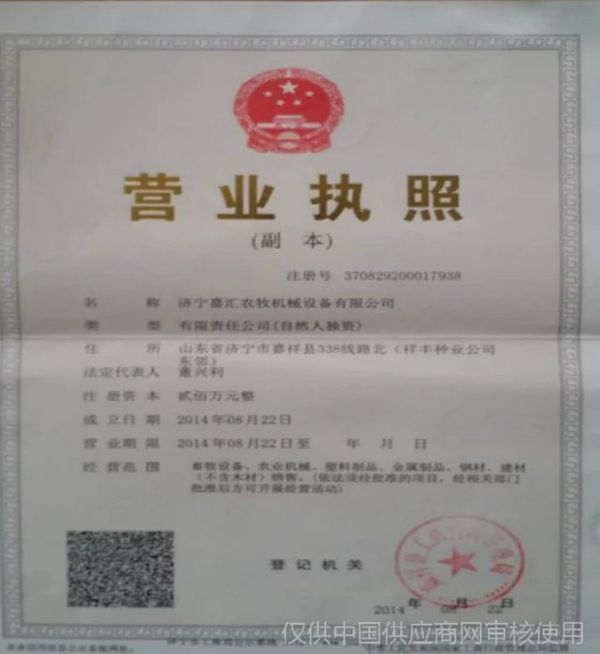 营业执照
(副 本)
注册号 370829200017938
名 称 济宁嘉汇农牧机械设备有限公司
类 型 有限责任公司(自然人独资)
住 所 山东省济宁市嘉祥县338线路北（祥丰种业公司
东邻）
法定代表人 董兴利
注 册 资 本 贰佰万元整
成 立 日 期 2014年08月22日
营 业 期 限 2014年08月22日至 年 月 日
经 营 范 围 畜牧设备、农业机械、塑料制品、金属制品、钢材、建材
（不含木材）销售。(依法须经批准的项目，经相关部门
批准后方可开展经营活动)
登 记 机 关
2014 年 08 月 22 日
仅供中国供应商网审核使用